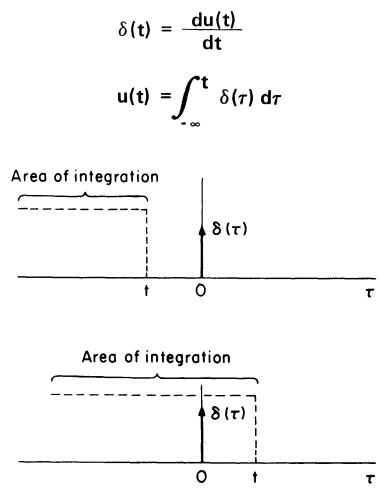 δ(t) = du(t)/dt
u(t) = ∫_{-∞}^{t} δ(τ) dτ
Area of integration
δ(τ)
t 0 τ
Area of integration
δ(τ)
0 t τ